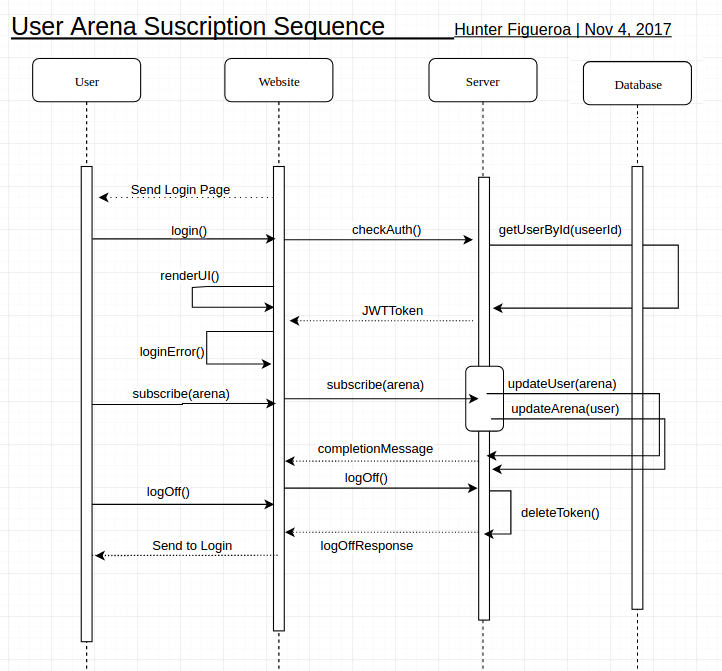 User Arena Suscription Sequence
Hunter Figueroa | Nov 4, 2017
User
Website
Server
Database
Send Login Page
login()
checkAuth()
getUserById(useerId)
renderUI()
JWTToken
loginError()
subscribe(arena)
subscribe(arena)
updateUser(arena)
updateArena(user)
completionMessage
logOff()
logOff()
deleteToken()
logOffResponse
Send to Login